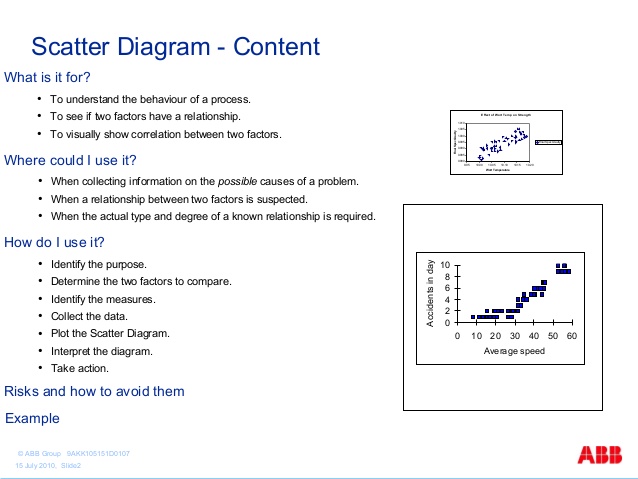 Scatter Diagram - Content
What is it for?
• To understand the behaviour of a process.
• To see if two factors have a relationship.
• To visually show correlation between two factors.
Where could I use it?
• When collecting information on the possible causes of a problem.
• When a relationship between two factors is suspected.
• When the actual type and degree of a known relationship is required.
How do I use it?
• Identify the purpose.
• Determine the two factors to compare.
• Identify the measures.
• Collect the data.
• Plot the Scatter Diagram.
• Interpret the diagram.
• Take action.
Risks and how to avoid them
Example
Accidents in day
10
8
6
4
2
0
0 10 20 30 40 50 60
Average speed
© ABB Group 9AKK105151D0107
15 July 2010, Slide2
ABB